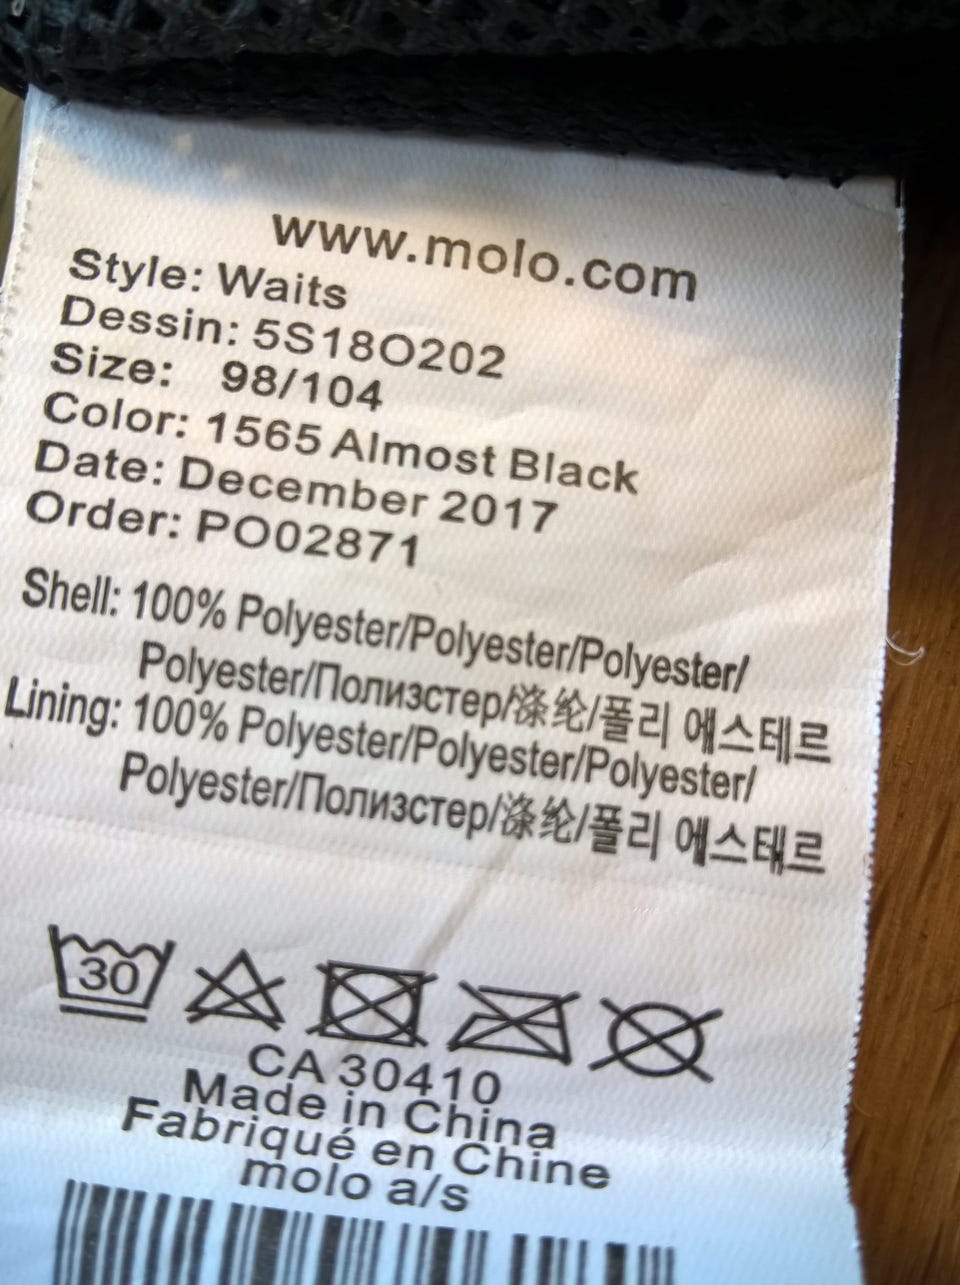 www.molo.com
Style: Waits
Dessin: 5S18O202
Size: 98/104
Color: 1565 Almost Black
Date: December 2017
Order: PO02871
Shell: 100% Polyester/Polyester/Polyester/
Polyester/Полиэстер/涤纶/폴리 에스테르
Lining: 100% Polyester/Polyester/Polyester/
Polyester/Полиэстер/涤纶/폴리 에스테르
30
CA 30410
Made in China
Fabriqué en Chine
molo a/s